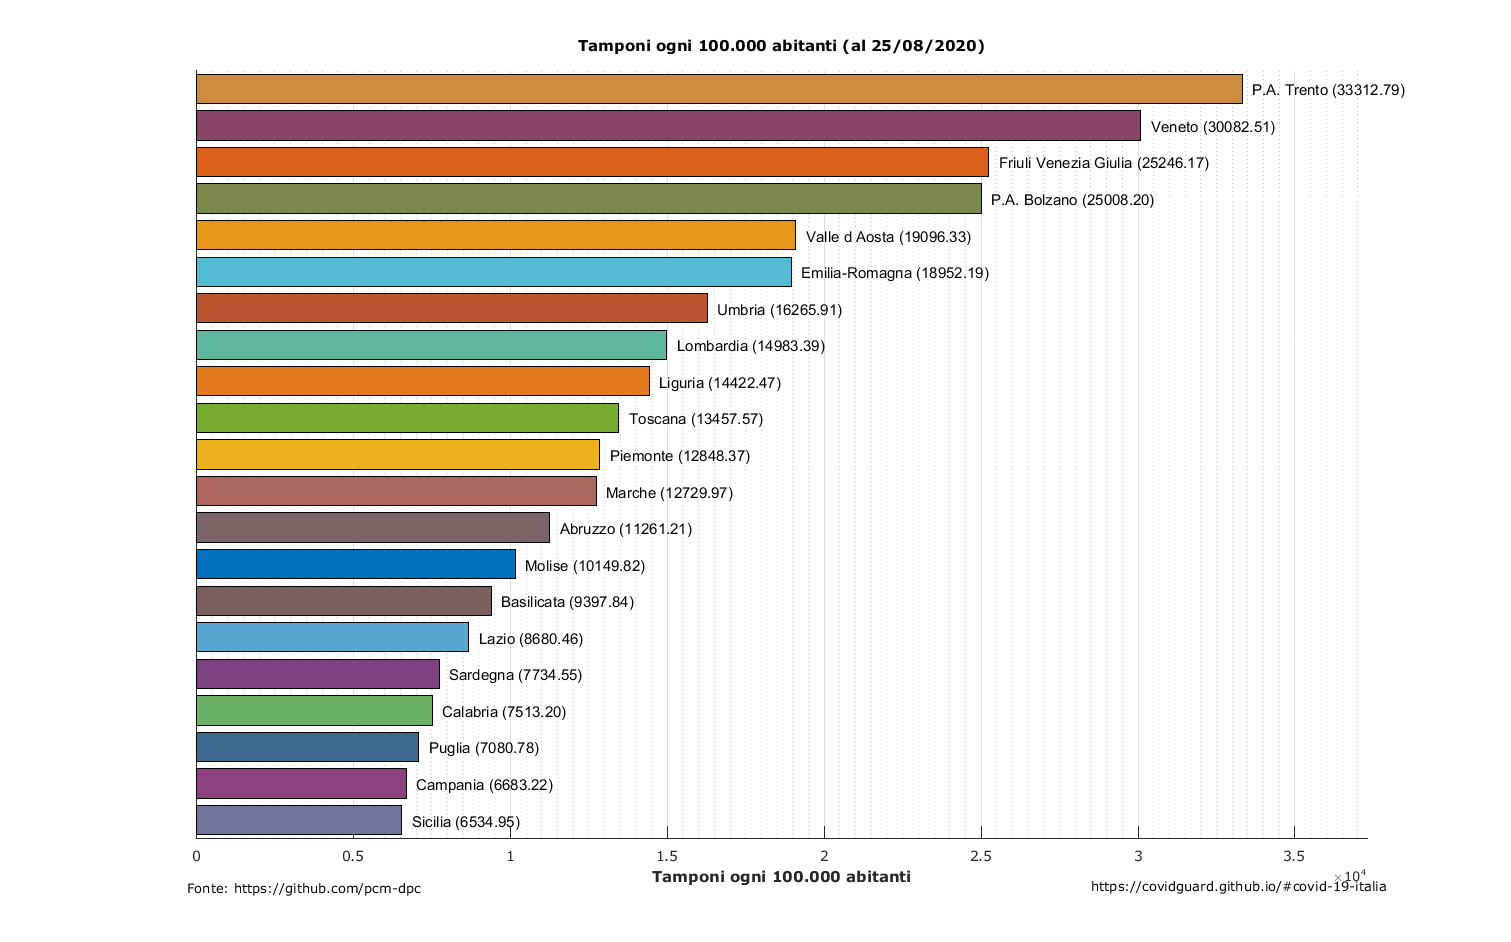 Tamponi ogni 100.000 abitanti (al 25/08/2020)
P.A. Trento (33312.79)
Veneto (30082.51)
Friuli Venezia Giulia (25246.17)
P.A. Bolzano (25008.20)
Valle d Aosta (19096.33)
Emilia-Romagna (18952.19)
Umbria (16265.91)
Lombardia (14983.39)
Liguria (14422.47)
Toscana (13457.57)
Piemonte (12848.37)
Marche (12729.97)
Abruzzo (11261.21)
Molise (10149.82)
Basilicata (9397.84)
Lazio (8680.46)
Sardegna (7734.55)
Calabria (7513.20)
Puglia (7080.78)
Campania (6683.22)
Sicilia (6534.95)
0 0.5 1 1.5 2 2.5 3 3.5
×10⁴
Tamponi ogni 100.000 abitanti
Fonte: https://github.com/pcm-dpc
https://covidguard.github.io/#covid-19-italia